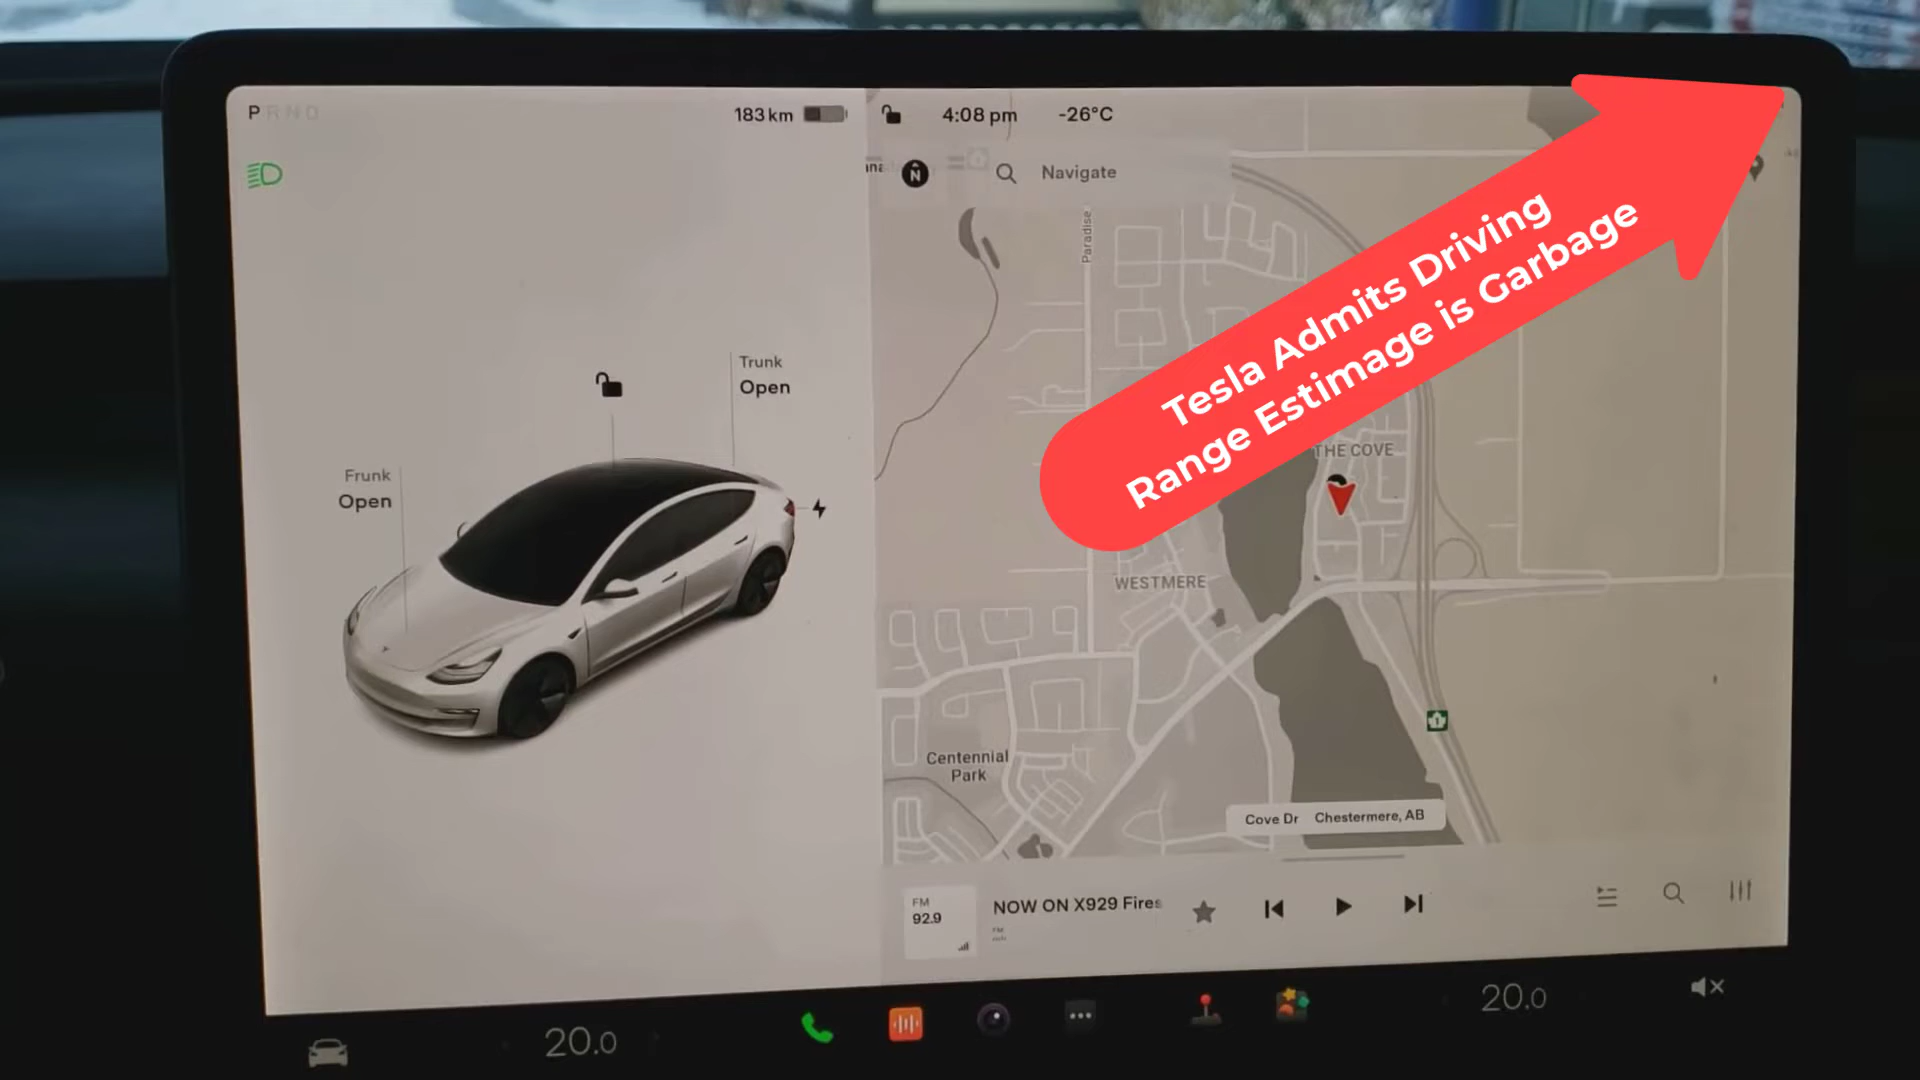 P R N D
183 km
4:08 pm
-26°C
N
Navigate
Paradise
Tesla Admits Driving
Range Estimage is Garbage
Trunk
Open
Frunk
Open
THE COVE
WESTMERE
1
Centennial
Park
Cove Dr Chestermere, AB
FM
92.9
NOW ON X929 Fires
FM
20.0
20.0